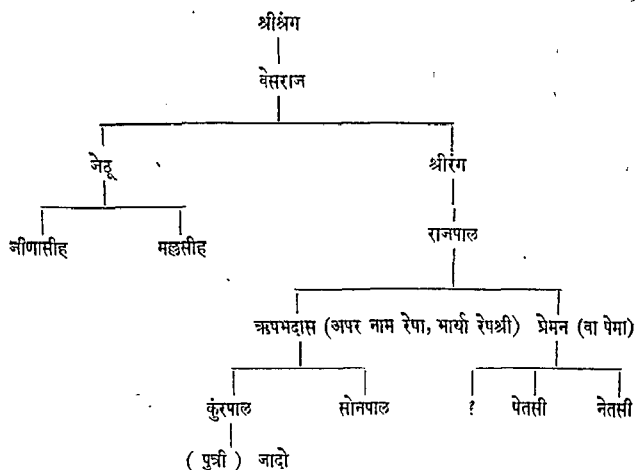 श्रीश्रंग
वेसराज
जेठू श्रीरंग
जीणासीह मल्लसीह
राजपाल
ऋषभदास (अपर नाम रेषा, भार्या रेषश्री) प्रेमन (वा पेमा)
कुंरपाल सोनपाल ? पेतसी नेतसी
( पुत्री ) जादो